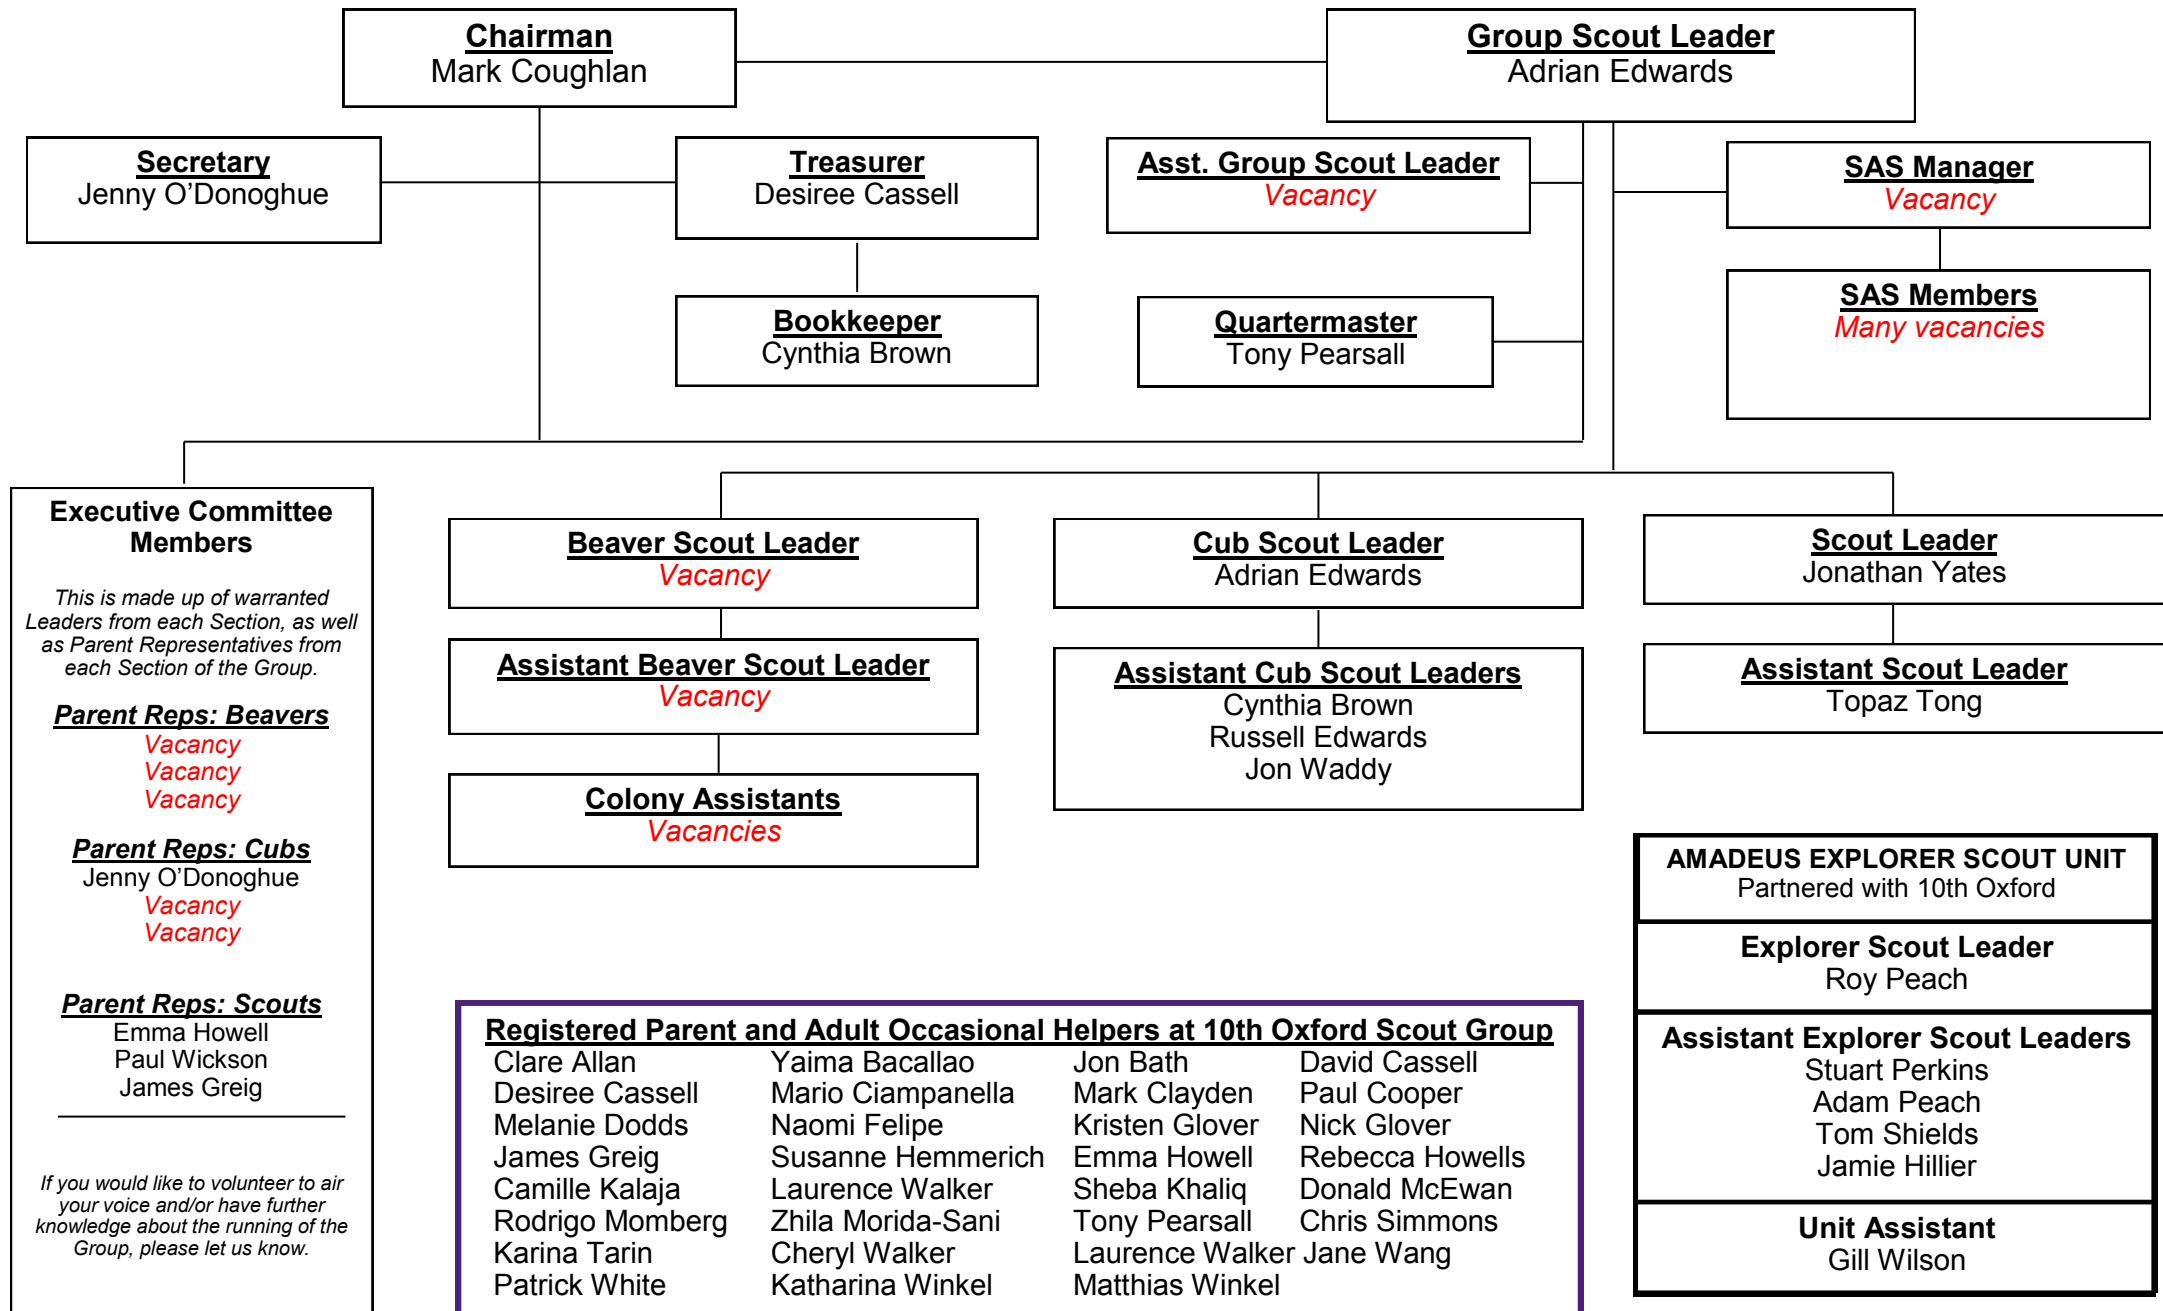 Chairman
Mark Coughlan
Group Scout Leader
Adrian Edwards
Secretary
Jenny O’Donoghue
Treasurer
Desiree Cassell
Asst. Group Scout Leader
Vacancy
SAS Manager
Vacancy
Bookkeeper
Cynthia Brown
Quartermaster
Tony Pearsall
SAS Members
Many vacancies
Executive Committee
Members
This is made up of warranted
Leaders from each Section, as well
as Parent Representatives from
each Section of the Group.
Parent Reps: Beavers
Vacancy
Vacancy
Vacancy
Parent Reps: Cubs
Jenny O’Donoghue
Vacancy
Vacancy
Parent Reps: Scouts
Emma Howell
Paul Wickson
James Greig
If you would like to volunteer to air
your voice and/or have further
knowledge about the running of the
Group, please let us know.
Beaver Scout Leader
Vacancy
Assistant Beaver Scout Leader
Vacancy
Colony Assistants
Vacancies
Cub Scout Leader
Adrian Edwards
Assistant Cub Scout Leaders
Cynthia Brown
Russell Edwards
Jon Waddy
Scout Leader
Jonathan Yates
Assistant Scout Leader
Topaz Tong
Registered Parent and Adult Occasional Helpers at 10th Oxford Scout Group
Clare Allan Yaima Bacallao Jon Bath David Cassell
Desiree Cassell Mario Ciampanella Mark Clayden Paul Cooper
Melanie Dodds Naomi Felipe Kristen Glover Nick Glover
James Greig Susanne Hemmerich Emma Howell Rebecca Howells
Camille Kalaja Laurence Walker Sheba Khaliq Donald McEwan
Rodrigo Momberg Zhila Morida-Sani Tony Pearsall Chris Simmons
Karina Tarin Cheryl Walker Laurence Walker Jane Wang
Patrick White Katharina Winkel Matthias Winkel
AMADEUS EXPLORER SCOUT UNIT
Partnered with 10th Oxford
Explorer Scout Leader
Roy Peach
Assistant Explorer Scout Leaders
Stuart Perkins
Adam Peach
Tom Shields
Jamie Hillier
Unit Assistant
Gill Wilson